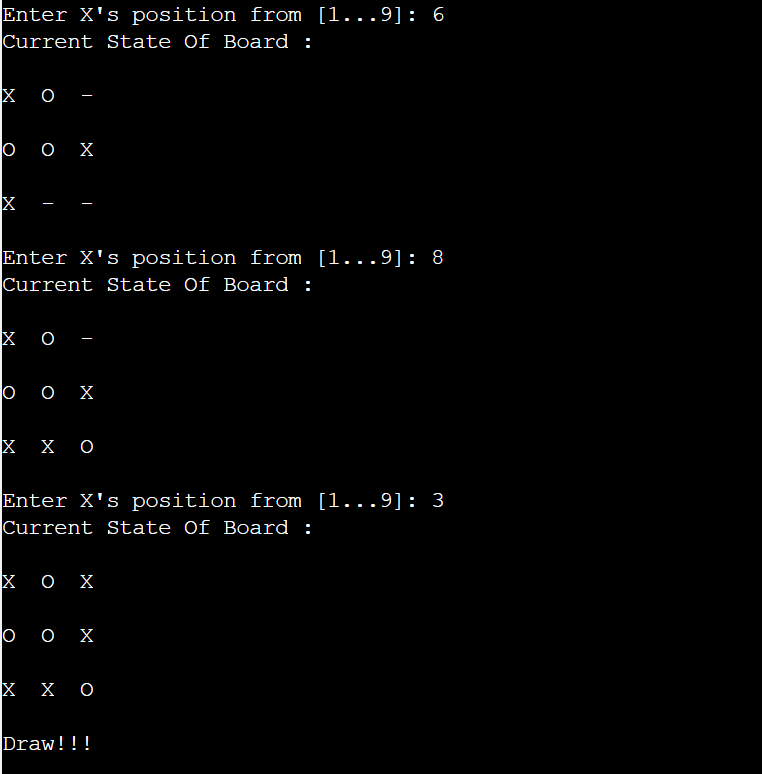 Enter X's position from [1...9]: 6
Current State Of Board :
X O -
O O X
X - -
Enter X's position from [1...9]: 8
Current State Of Board :
X O -
O O X
X X O
Enter X's position from [1...9]: 3
Current State Of Board :
X O X
O O X
X X O
Draw!!!